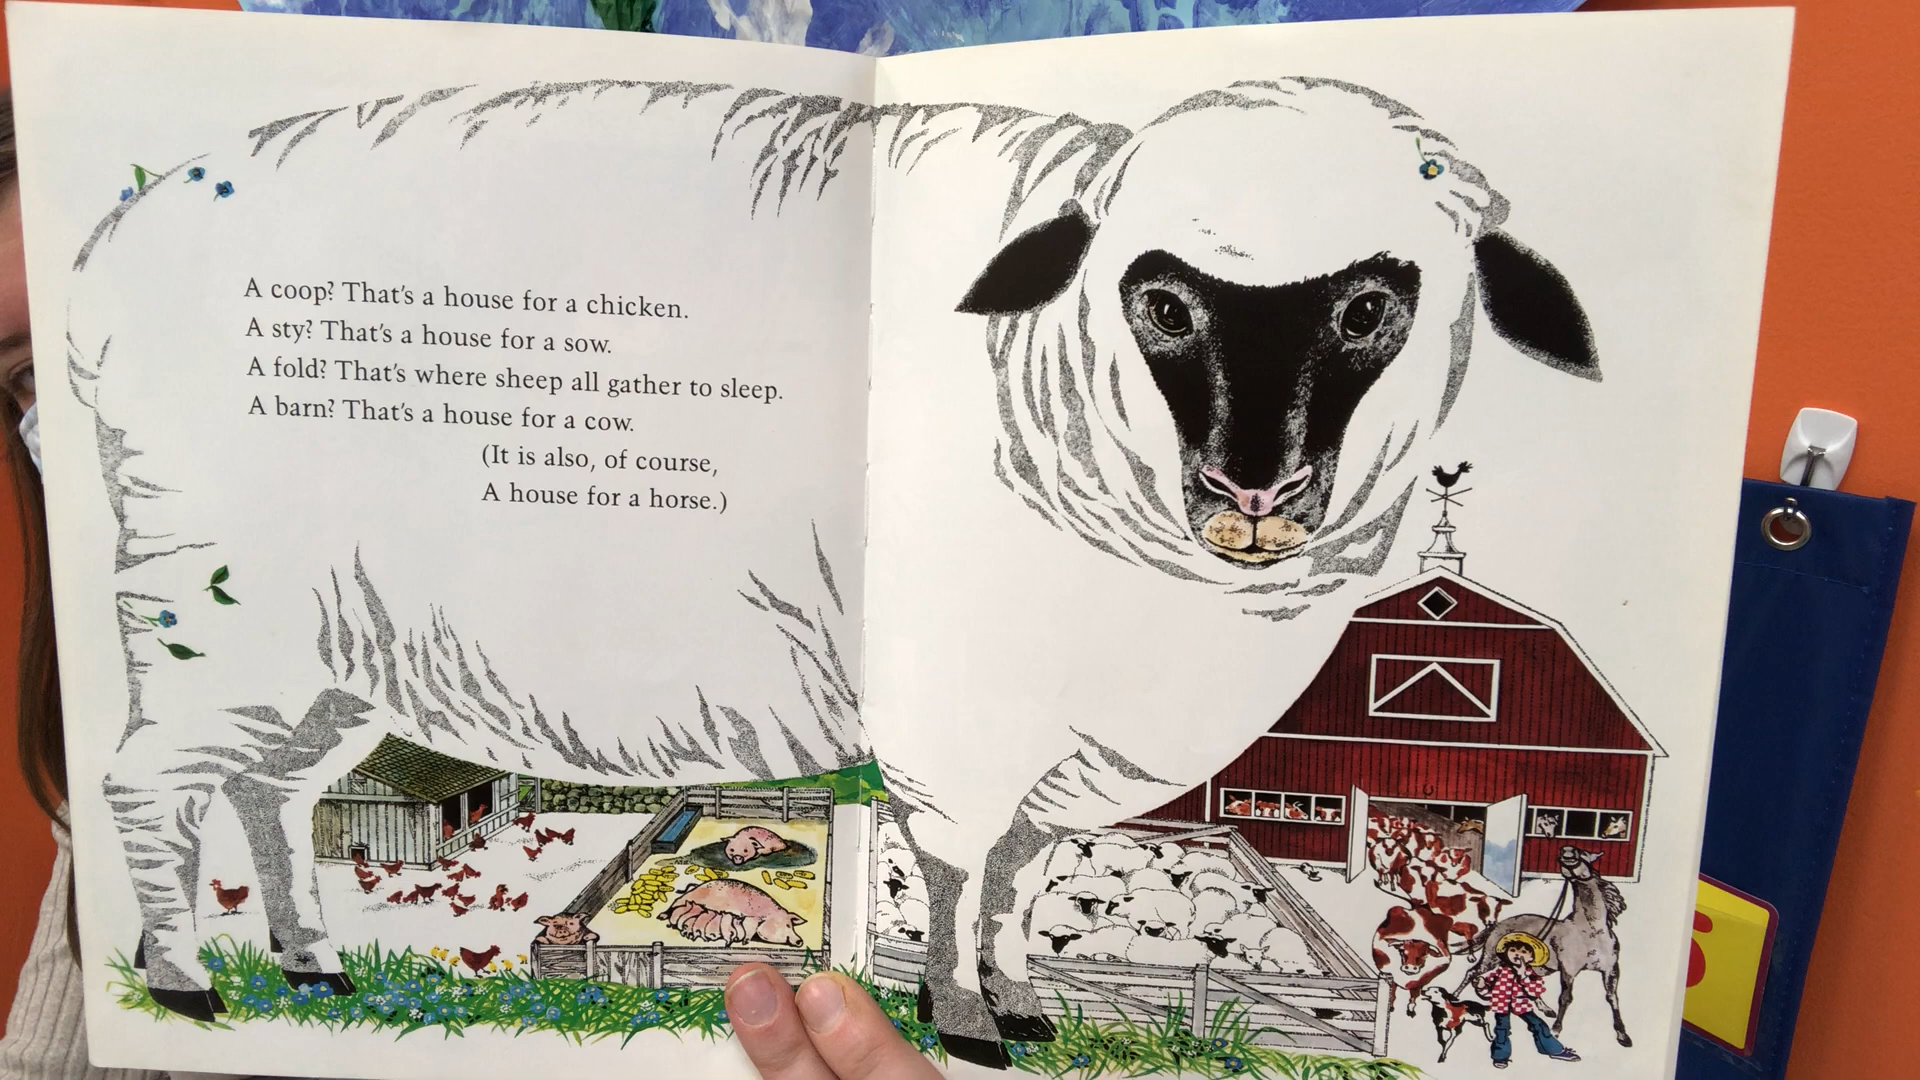 A coop? That's a house for a chicken.
A sty? That's a house for a sow.
A fold? That's where sheep all gather to sleep.
A barn? That's a house for a cow.
(It is also, of course,
A house for a horse.)